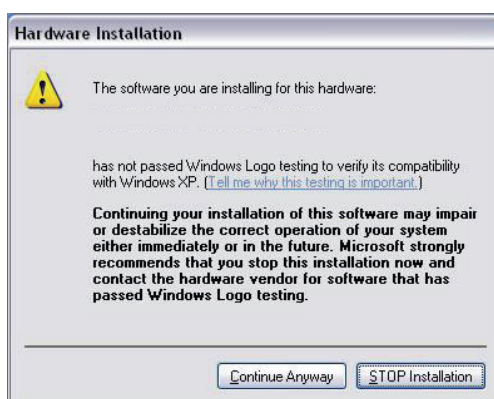 Hardware Installation
The software you are installing for this hardware:
has not passed Windows Logo testing to verify its compatibility
with Windows XP. (Tell me why this testing is important.)
Continuing your installation of this software may impair
or destabilize the correct operation of your system
either immediately or in the future. Microsoft strongly
recommends that you stop this installation now and
contact the hardware vendor for software that has
passed Windows Logo testing.
Continue Anyway
STOP Installation